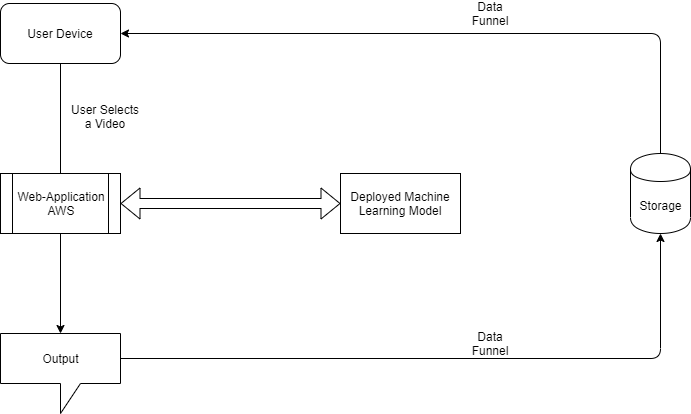 Data
Funnel
User Device
User Selects
a Video
Web-Application
AWS
Deployed Machine
Learning Model
Storage
Data
Funnel
Output